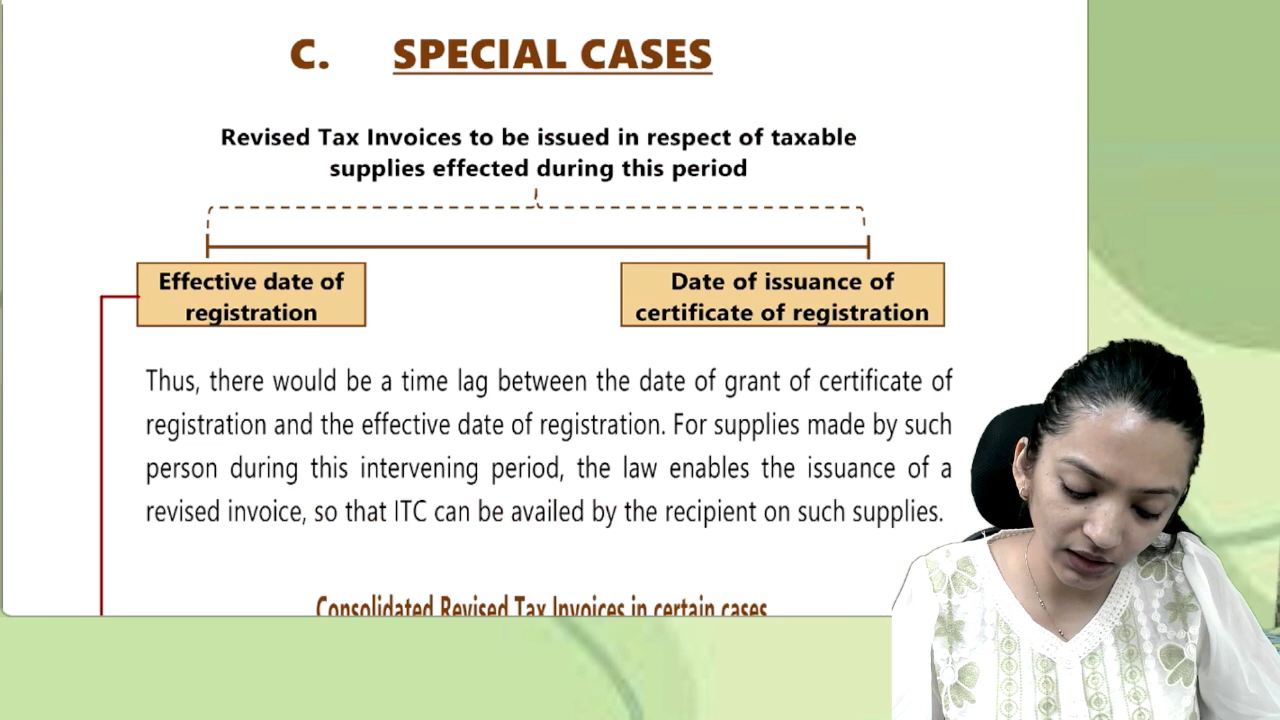 C. SPECIAL CASES
Revised Tax Invoices to be issued in respect of taxable
supplies effected during this period
Effective date of
registration
Date of issuance of
certificate of registration
Thus, there would be a time lag between the date of grant of certificate of
registration and the effective date of registration. For supplies made by such
person during this intervening period, the law enables the issuance of a
revised invoice, so that ITC can be availed by the recipient on such supplies.
Consolidated Revised Tax Invoices in certain cases